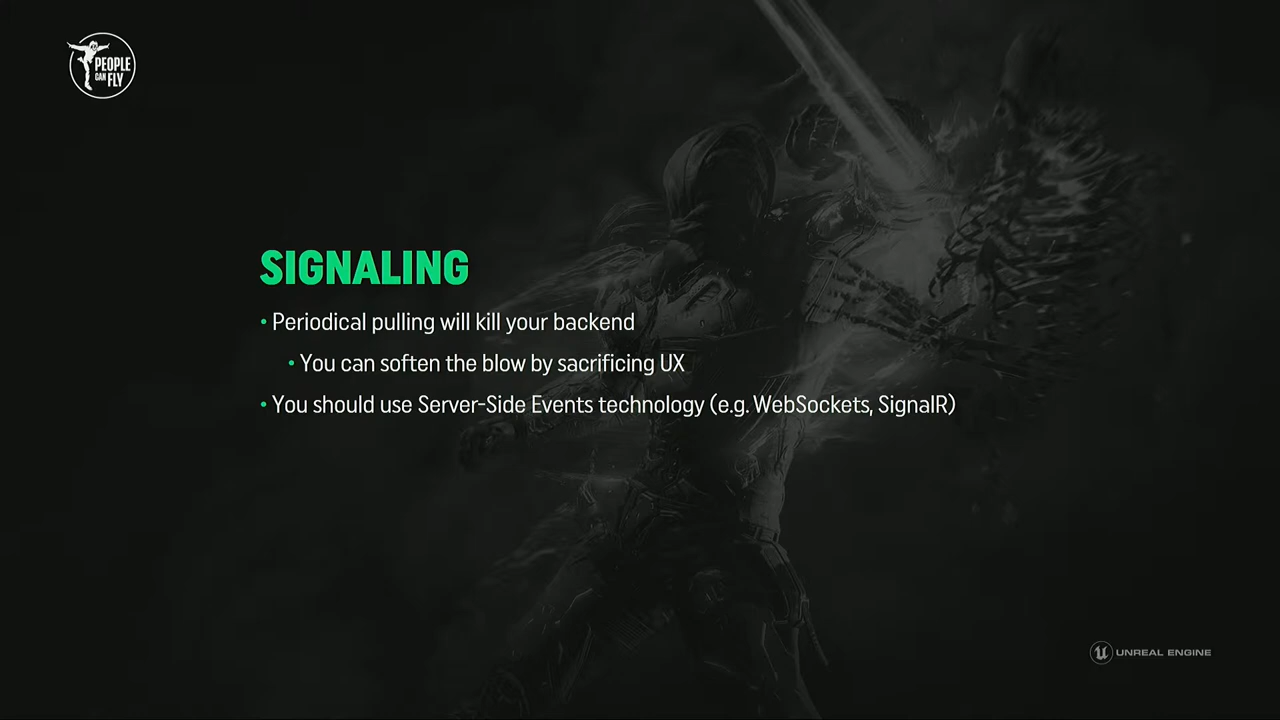 PEOPLE
CAN
FLY
SIGNALING
• Periodical pulling will kill your backend
• You can soften the blow by sacrificing UX
• You should use Server-Side Events technology (e.g. WebSockets, SignalR)
UNREAL ENGINE